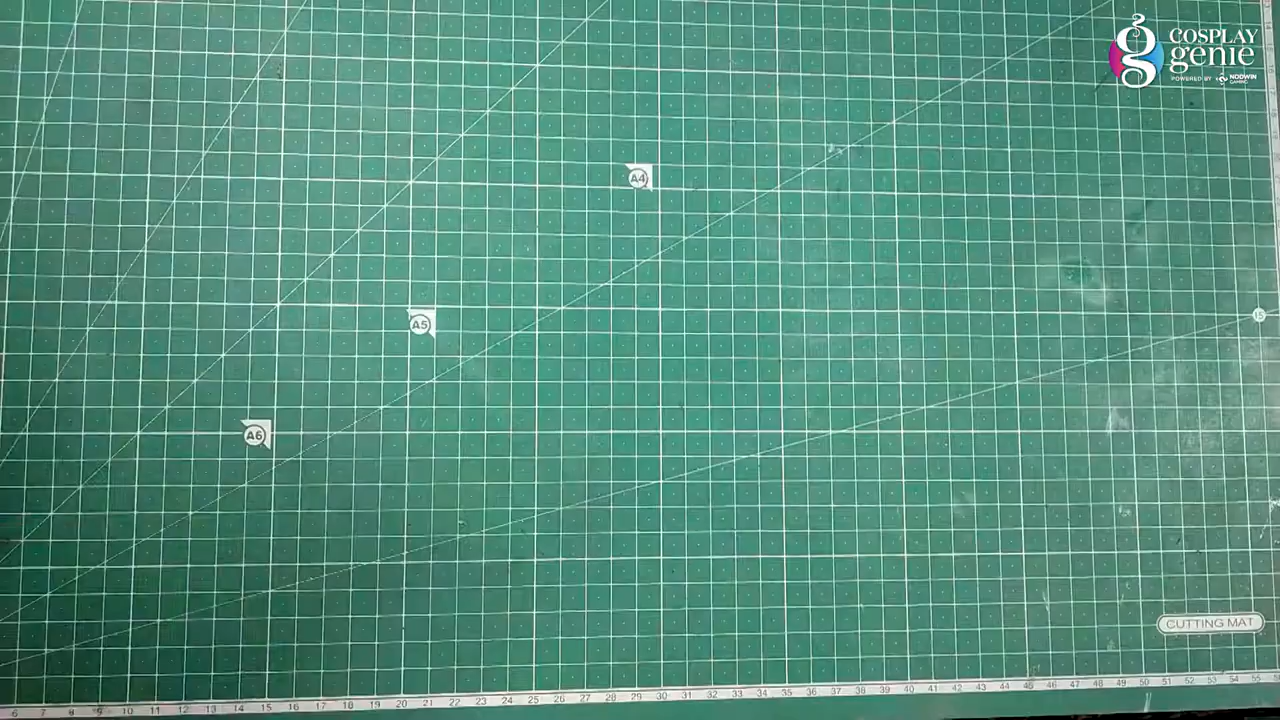 COSPLAY
genie
POWERED BY NODWIN
GAMING
A4
A5
15
A6
CUTTING MAT
6 7 8 9 10 11 12 13 14 15 16 17 18 19 20 21 22 23 24 25 26 27 28 29 30 31 32 33 34 35 36 37 38 39 40 41 42 43 44 45 46 47 48 49 50 51 52 53 54 55